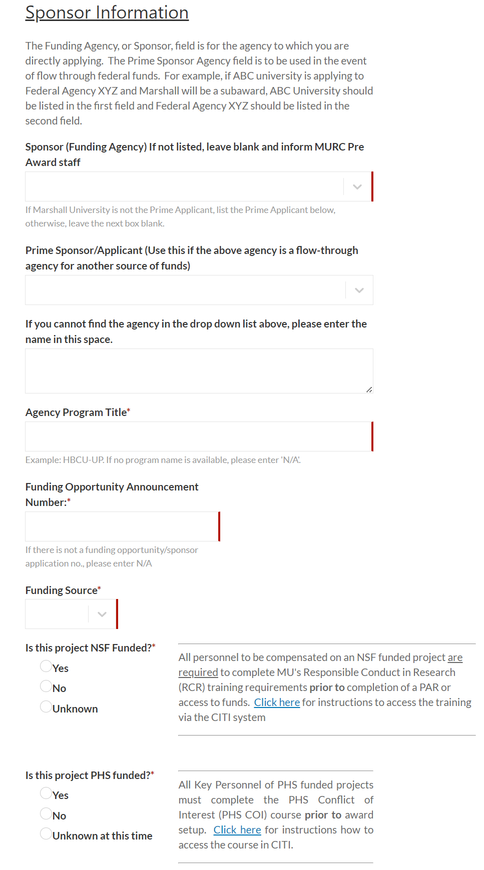 Sponsor Information
The Funding Agency, or Sponsor, field is for the agency to which you are
directly applying.  The Prime Sponsor Agency field is to be used in the event
of flow through federal funds.  For example, if ABC university is applying to
Federal Agency XYZ and Marshall will be a subaward, ABC University should
be listed in the first field and Federal Agency XYZ should be listed in the
second field.
Sponsor (Funding Agency) If not listed, leave blank and inform MURC Pre
Award staff
If Marshall University is not the Prime Applicant, list the Prime Applicant below,
otherwise, leave the next box blank.
Prime Sponsor/Applicant (Use this if the above agency is a flow-through
agency for another source of funds)
If you cannot find the agency in the drop down list above, please enter the
name in this space.
Agency Program Title*
Example: HBCU-UP. If no program name is available, please enter 'N/A'.
Funding Opportunity Announcement
Number:*
If there is not a funding opportunity/sponsor
application no., please enter N/A
Funding Source*
Is this project NSF Funded?*
Yes
No
Unknown
All personnel to be compensated on an NSF funded project are
required to complete MU's Responsible Conduct in Research
(RCR) training requirements prior to completion of a PAR or
access to funds.  Click here for instructions to access the training
via the CITI system
Is this project PHS funded?*
Yes
No
Unknown at this time
All Key Personnel of PHS funded projects
must complete the PHS Conflict of
Interest (PHS COI) course prior to award
setup.  Click here for instructions how to
access the course in CITI.